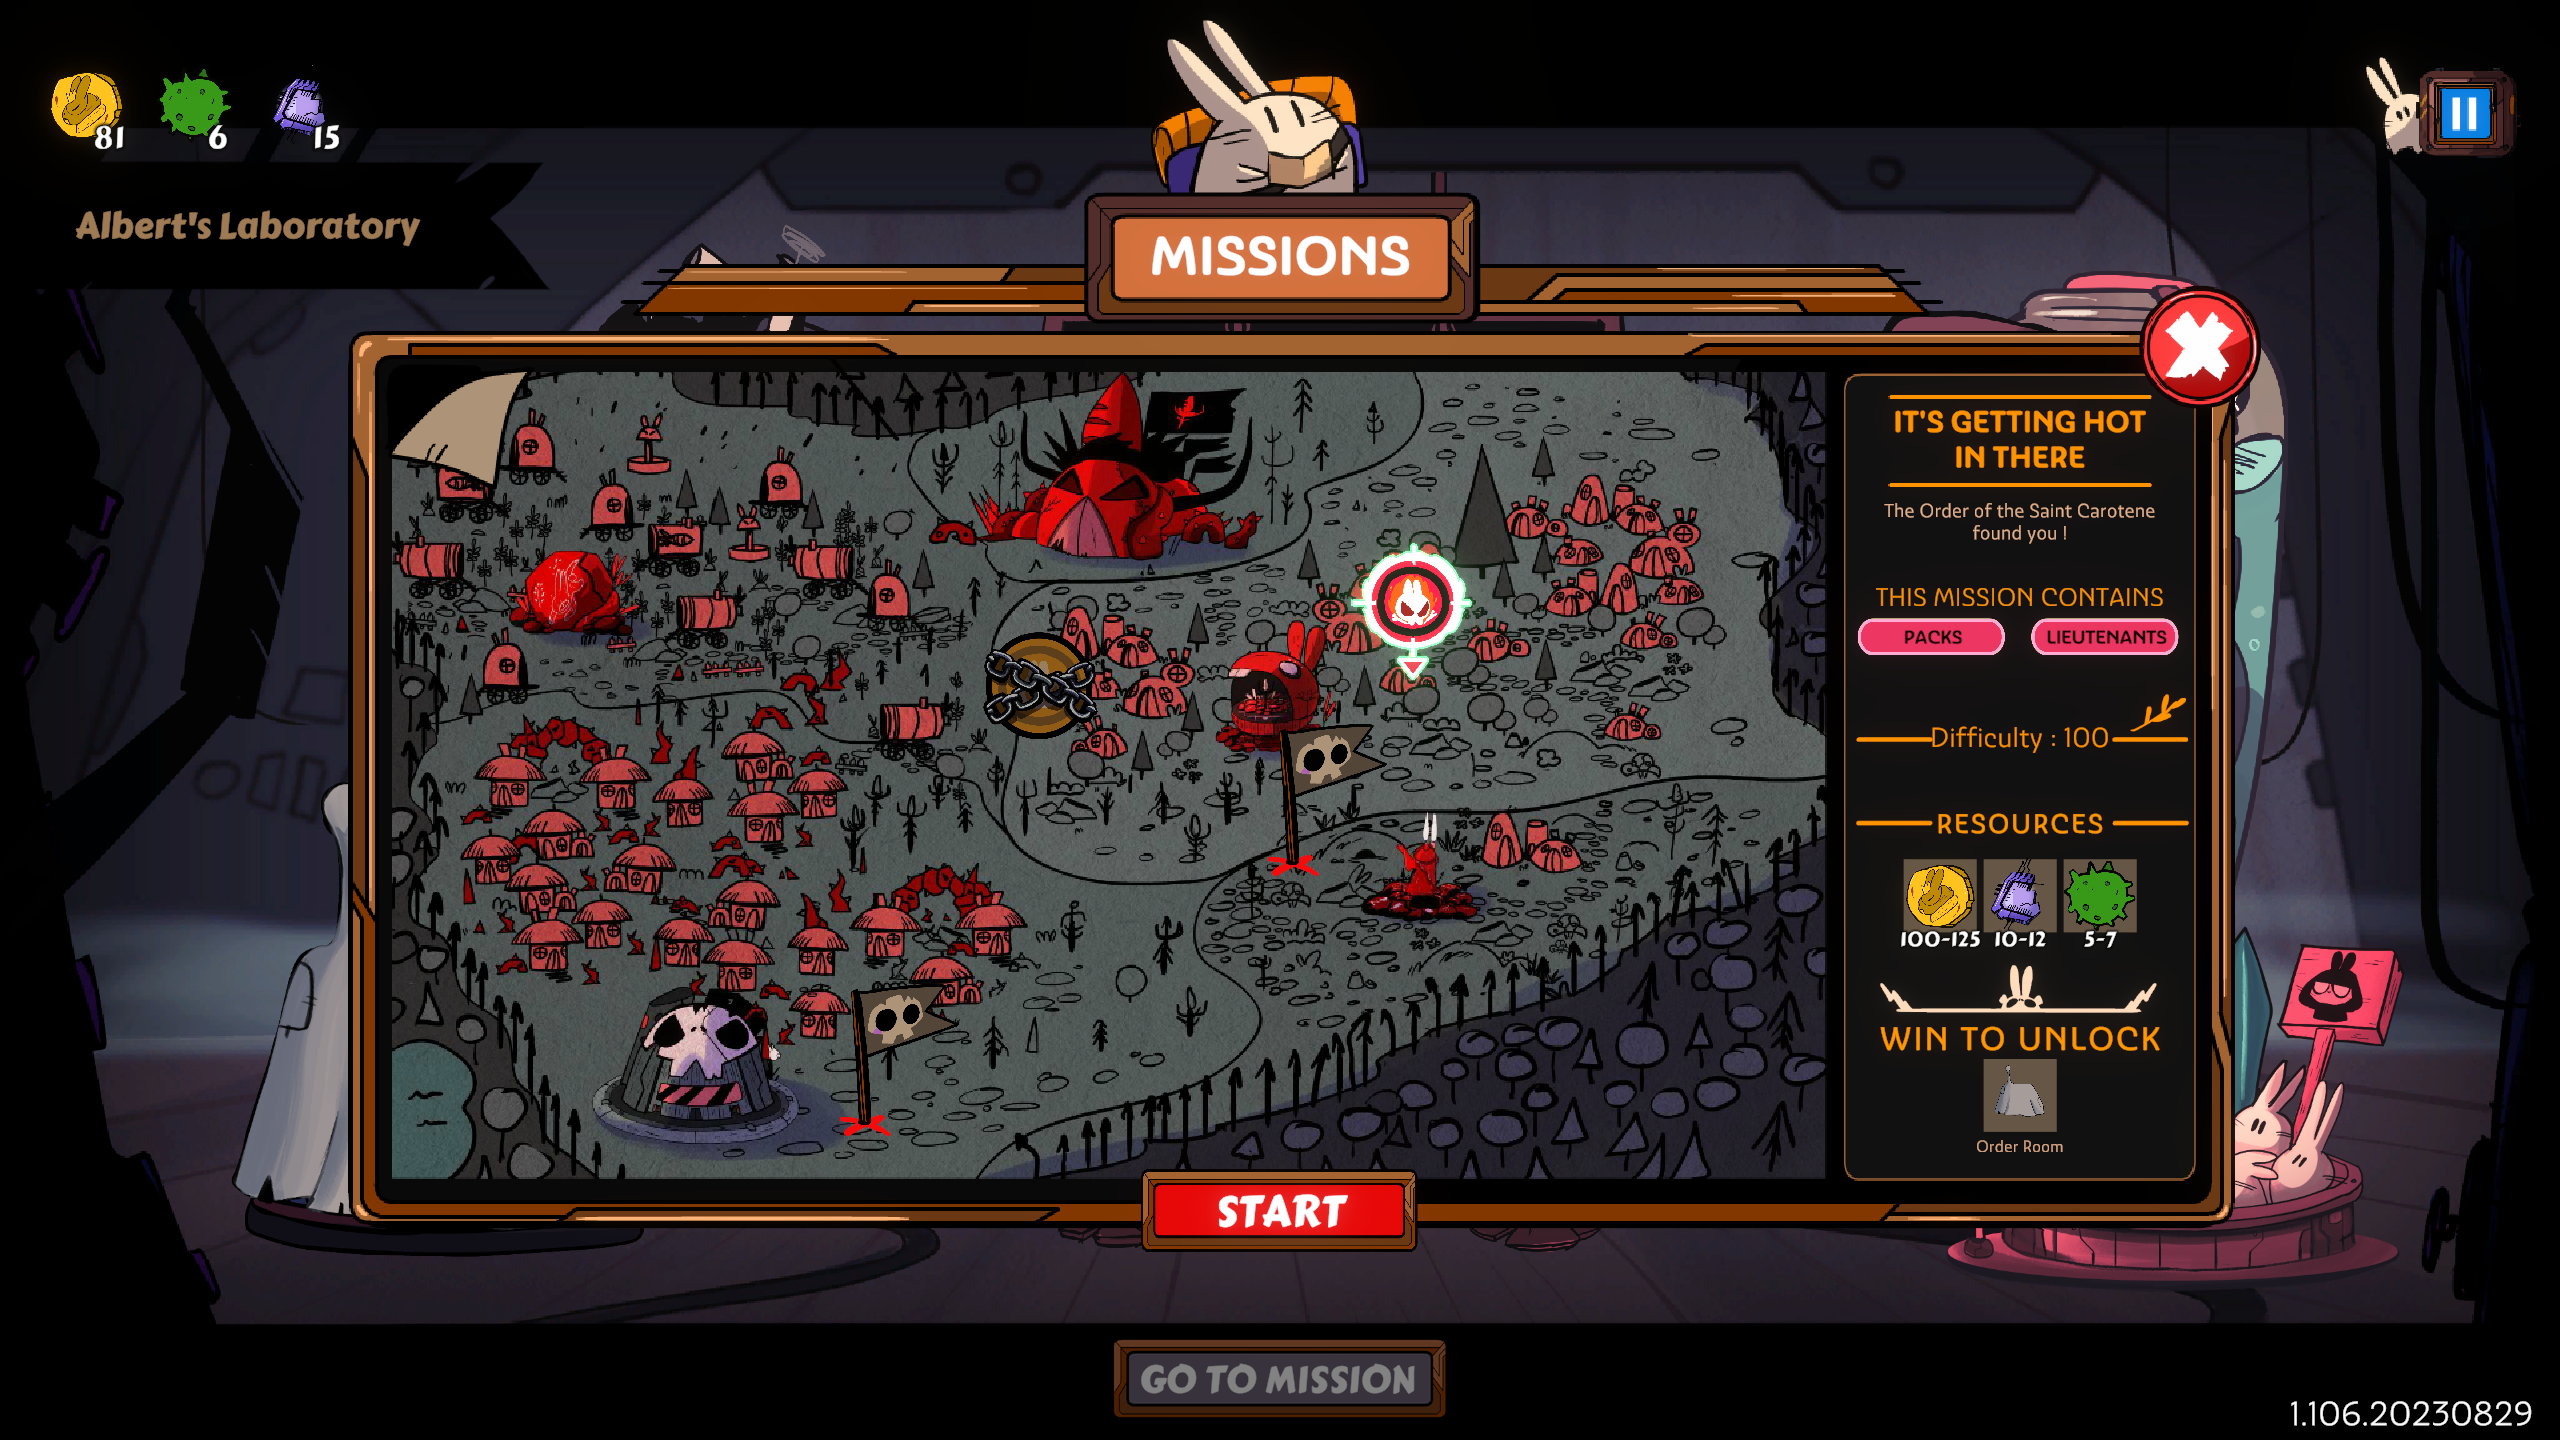 81
6
15
Albert's Laboratory
MISSIONS
IT'S GETTING HOT
IN THERE
The Order of the Saint Carotene
found you !
THIS MISSION CONTAINS
PACKS
LIEUTENANTS
Difficulty : 100
RESOURCES
100-125
10-12
5-7
WIN TO UNLOCK
Order Room
START
GO TO MISSION
1.106.20230829